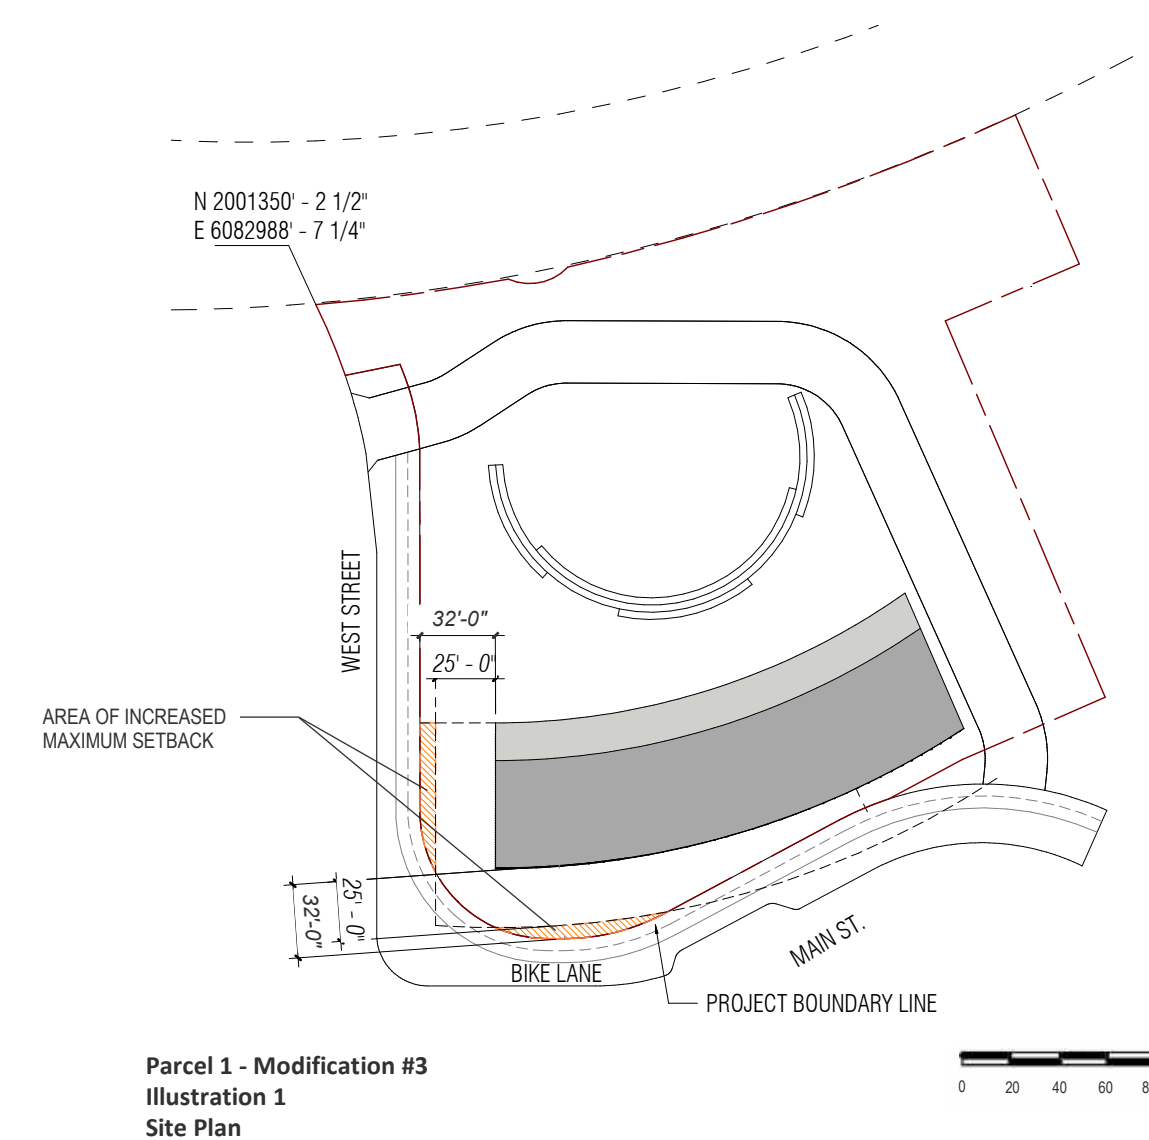 N 2001350' - 2 1/2"
E 6082988' - 7 1/4"
WEST STREET
32'-0"
25' - 0"
AREA OF INCREASED
MAXIMUM SETBACK
25' - 0"
32'-0"
BIKE LANE
MAIN ST.
PROJECT BOUNDARY LINE
Parcel 1 - Modification #3
Illustration 1
Site Plan
0 20 40 60 8